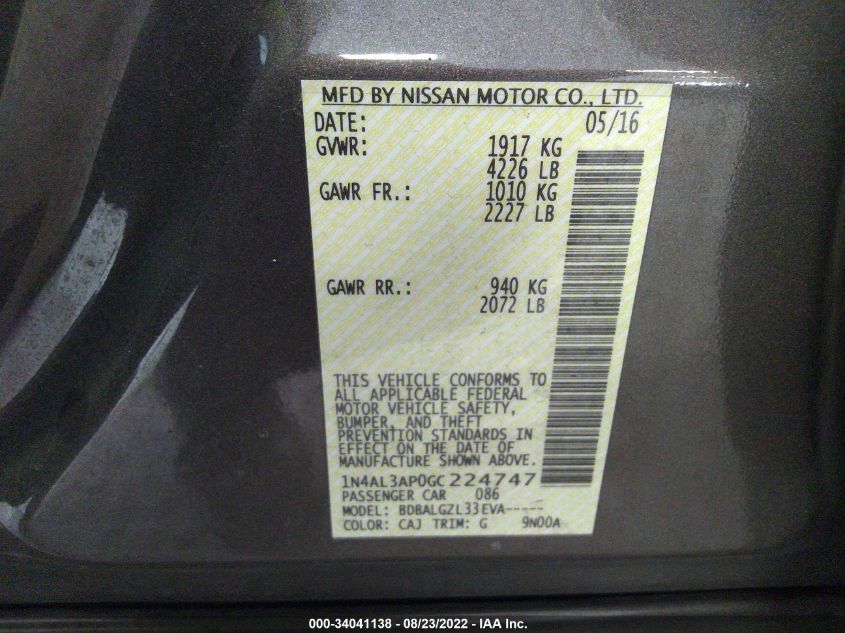 MFD BY NISSAN MOTOR CO., LTD.
DATE: 05/16
GVWR: 1917 KG
4226 LB
GAWR FR.: 1010 KG
2227 LB
GAWR RR.: 940 KG
2072 LB
THIS VEHICLE CONFORMS TO
ALL APPLICABLE FEDERAL
MOTOR VEHICLE SAFETY,
BUMPER, AND THEFT
PREVENTION STANDARDS IN
EFFECT ON THE DATE OF
MANUFACTURE SHOWN ABOVE.
1N4AL3AP0GC224747
PASSENGER CAR 086
MODEL: BDBALGZL33EVA-----
COLOR: CAJ TRIM: G 9N00A
000-34041138 - 08/23/2022 - IAA Inc.